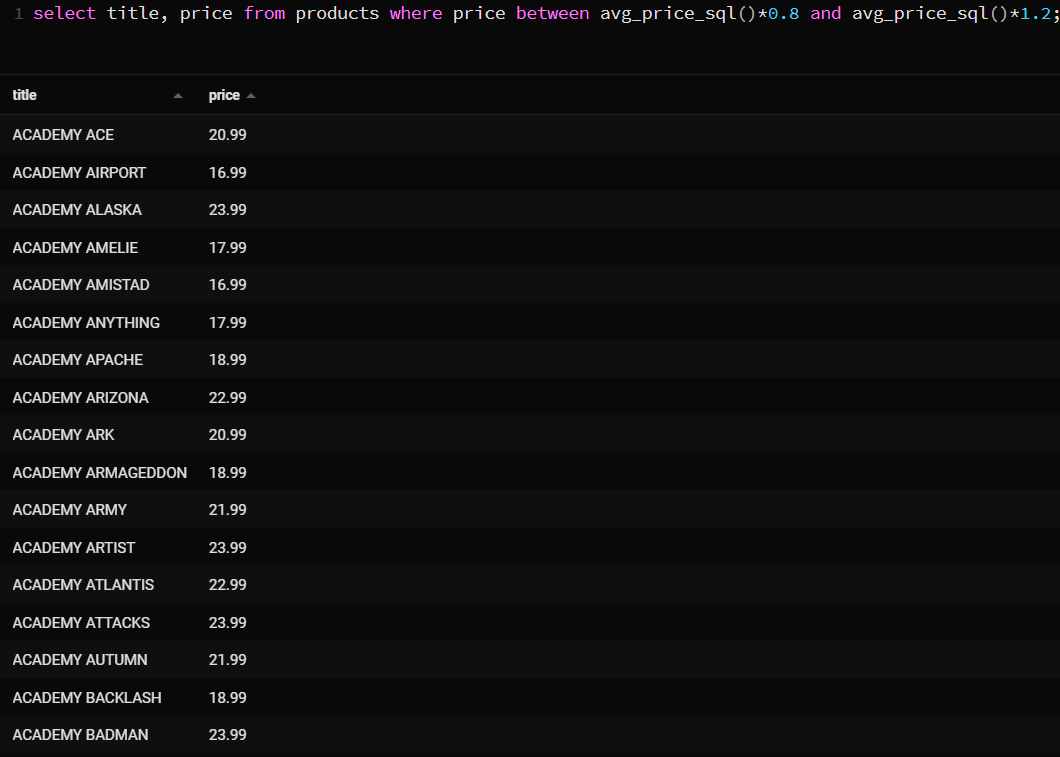 1 select title, price from products where price between avg_price_sql()*0.8 and avg_price_sql()*1.2;
title price
ACADEMY ACE 20.99
ACADEMY AIRPORT 16.99
ACADEMY ALASKA 23.99
ACADEMY AMELIE 17.99
ACADEMY AMISTAD 16.99
ACADEMY ANYTHING 17.99
ACADEMY APACHE 18.99
ACADEMY ARIZONA 22.99
ACADEMY ARK 20.99
ACADEMY ARMAGEDDON 18.99
ACADEMY ARMY 21.99
ACADEMY ARTIST 23.99
ACADEMY ATLANTIS 22.99
ACADEMY ATTACKS 23.99
ACADEMY AUTUMN 21.99
ACADEMY BACKLASH 18.99
ACADEMY BADMAN 23.99